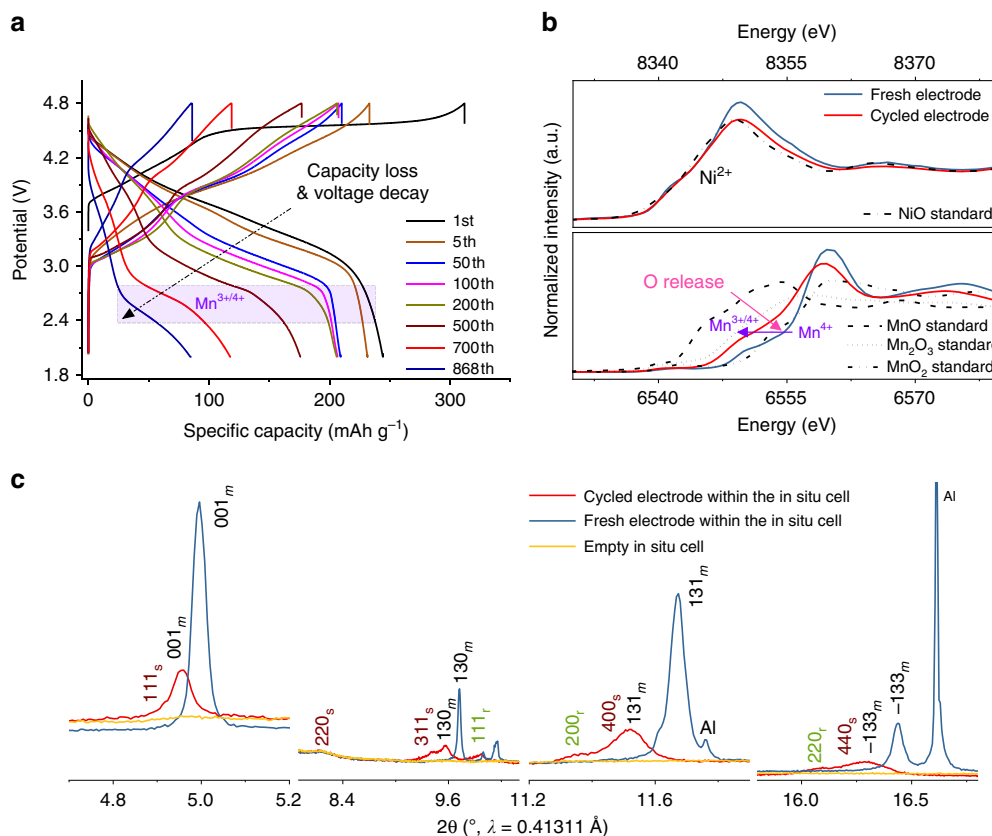 a
4.8
4.2
3.6
3.0
2.4
1.8
Potential (V)
Capacity loss
& voltage decay
Mn3+/4+
1st
5th
50th
100th
200th
500th
700th
868th
0
100
200
300
Specific capacity (mAh g–1)
b
Energy (eV)
8340
8355
8370
Fresh electrode
Cycled electrode
Ni2+
NiO standard
Normalized intensity (a.u.)
O release
Mn3+/4+
Mn4+
MnO standard
Mn2O3 standard
MnO2 standard
6540
6555
6570
Energy (eV)
c
Cycled electrode within the in situ cell
Fresh electrode within the in situ cell
Empty in situ cell
111s
001m
001m
220s
311s
130m
130m
111r
200r
400s
131m
131m
Al
220r
440s
–133m
–133m
Al
4.8
5.0
5.2
8.4
9.6
11.2
11.6
16.0
16.5
2θ (°, λ = 0.41311 Å)